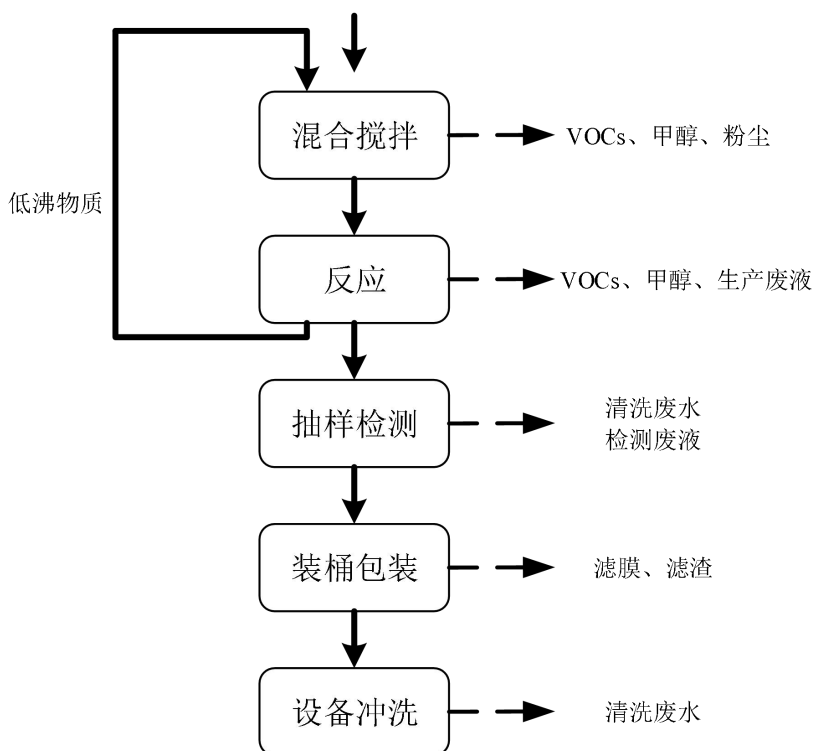 混合搅拌
VOCs、甲醇、粉尘
低沸物质
反应
VOCs、甲醇、生产废液
抽样检测
清洗废水
检测废液
装桶包装
滤膜、滤渣
设备冲洗
清洗废水